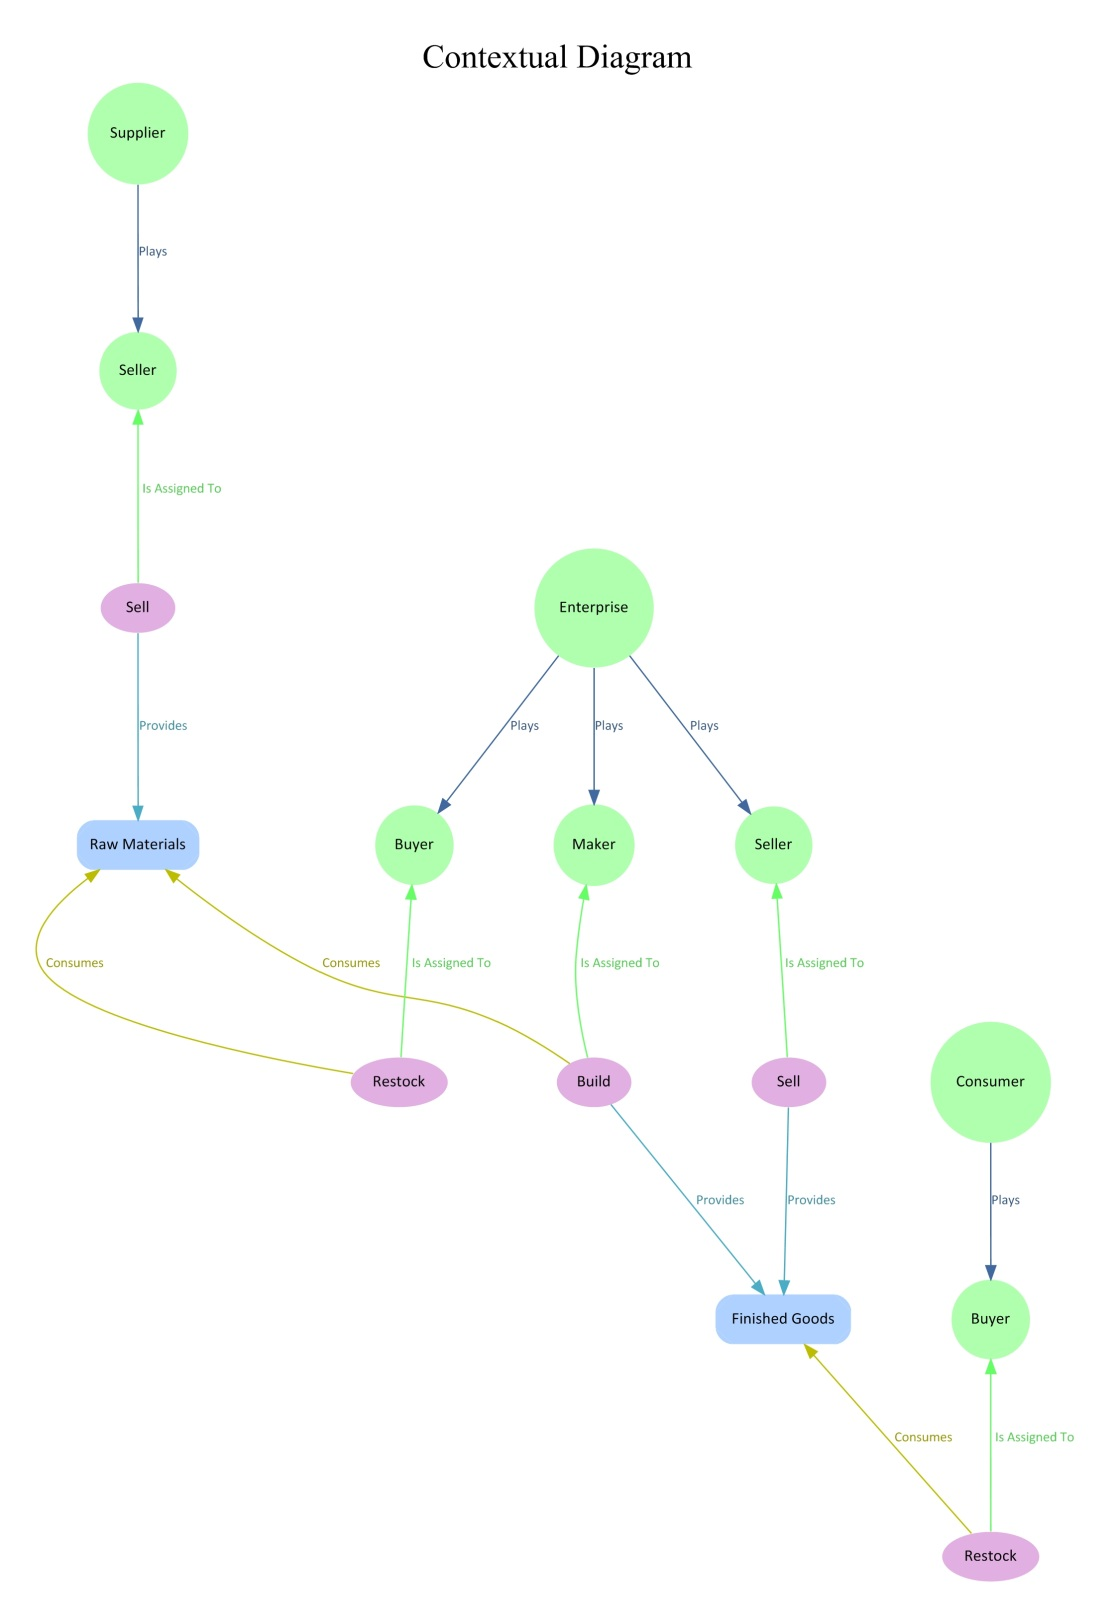 Contextual Diagram
Supplier
Plays
Seller
Is Assigned To
Sell
Enterprise
Provides
Plays
Plays
Plays
Raw Materials
Buyer
Maker
Seller
Consumes
Consumes
Is Assigned To
Is Assigned To
Is Assigned To
Restock
Build
Sell
Consumer
Provides
Provides
Plays
Finished Goods
Buyer
Consumes
Is Assigned To
Restock